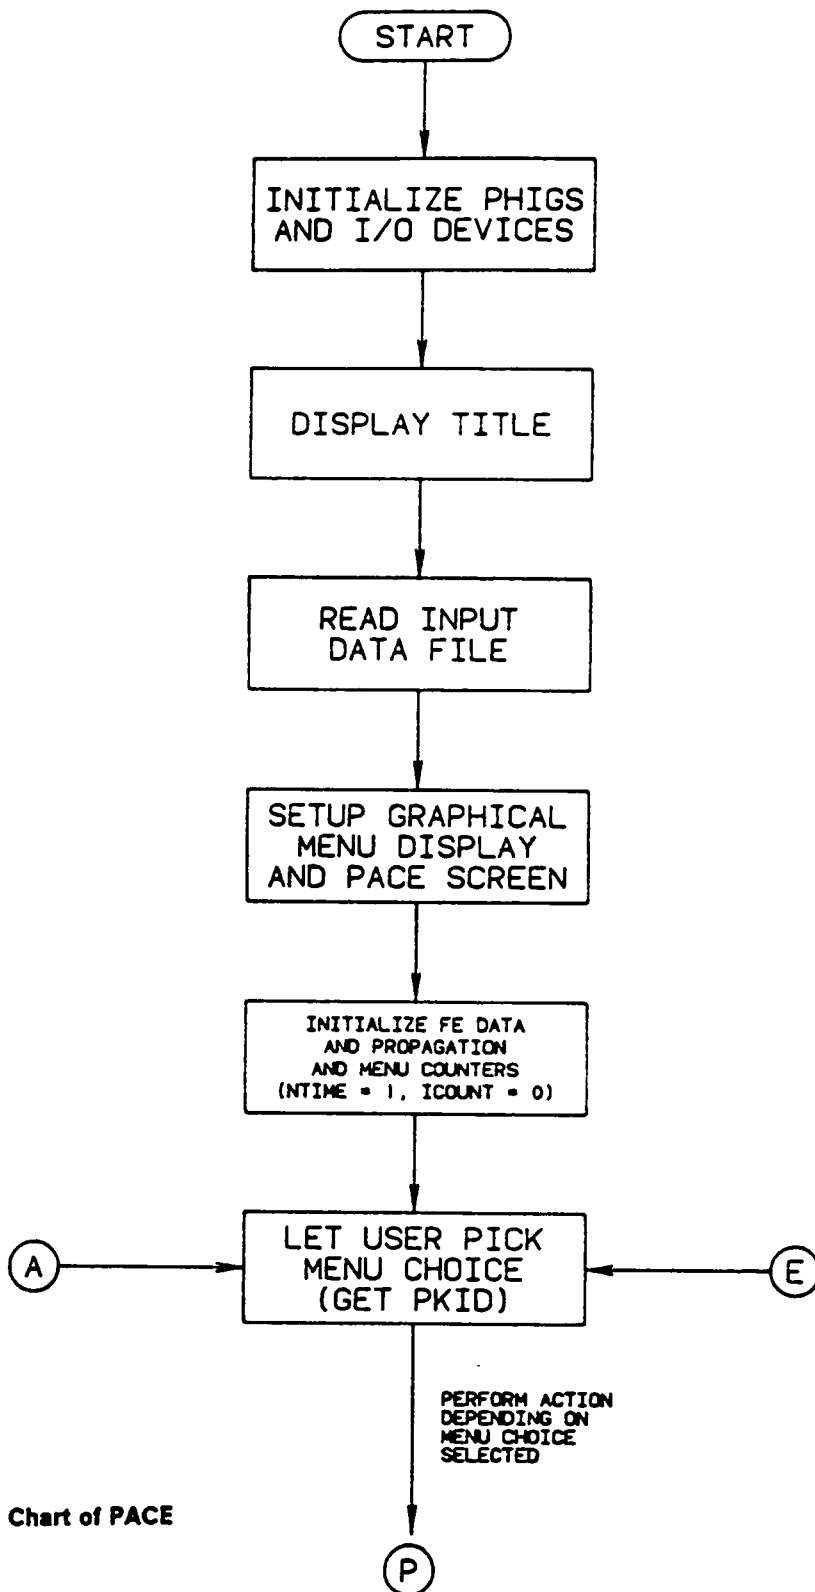 START
INITIALIZE PHIGS
AND I/O DEVICES
DISPLAY TITLE
READ INPUT
DATA FILE
SETUP GRAPHICAL
MENU DISPLAY
AND PACE SCREEN
INITIALIZE FE DATA
AND PROPAGATION
AND MENU COUNTERS
(NTIME = 1, ICOUNT = 0)
A
LET USER PICK
MENU CHOICE
(GET PKID)
E
PERFORM ACTION
DEPENDING ON
MENU CHOICE
SELECTED
Chart of PACE
P